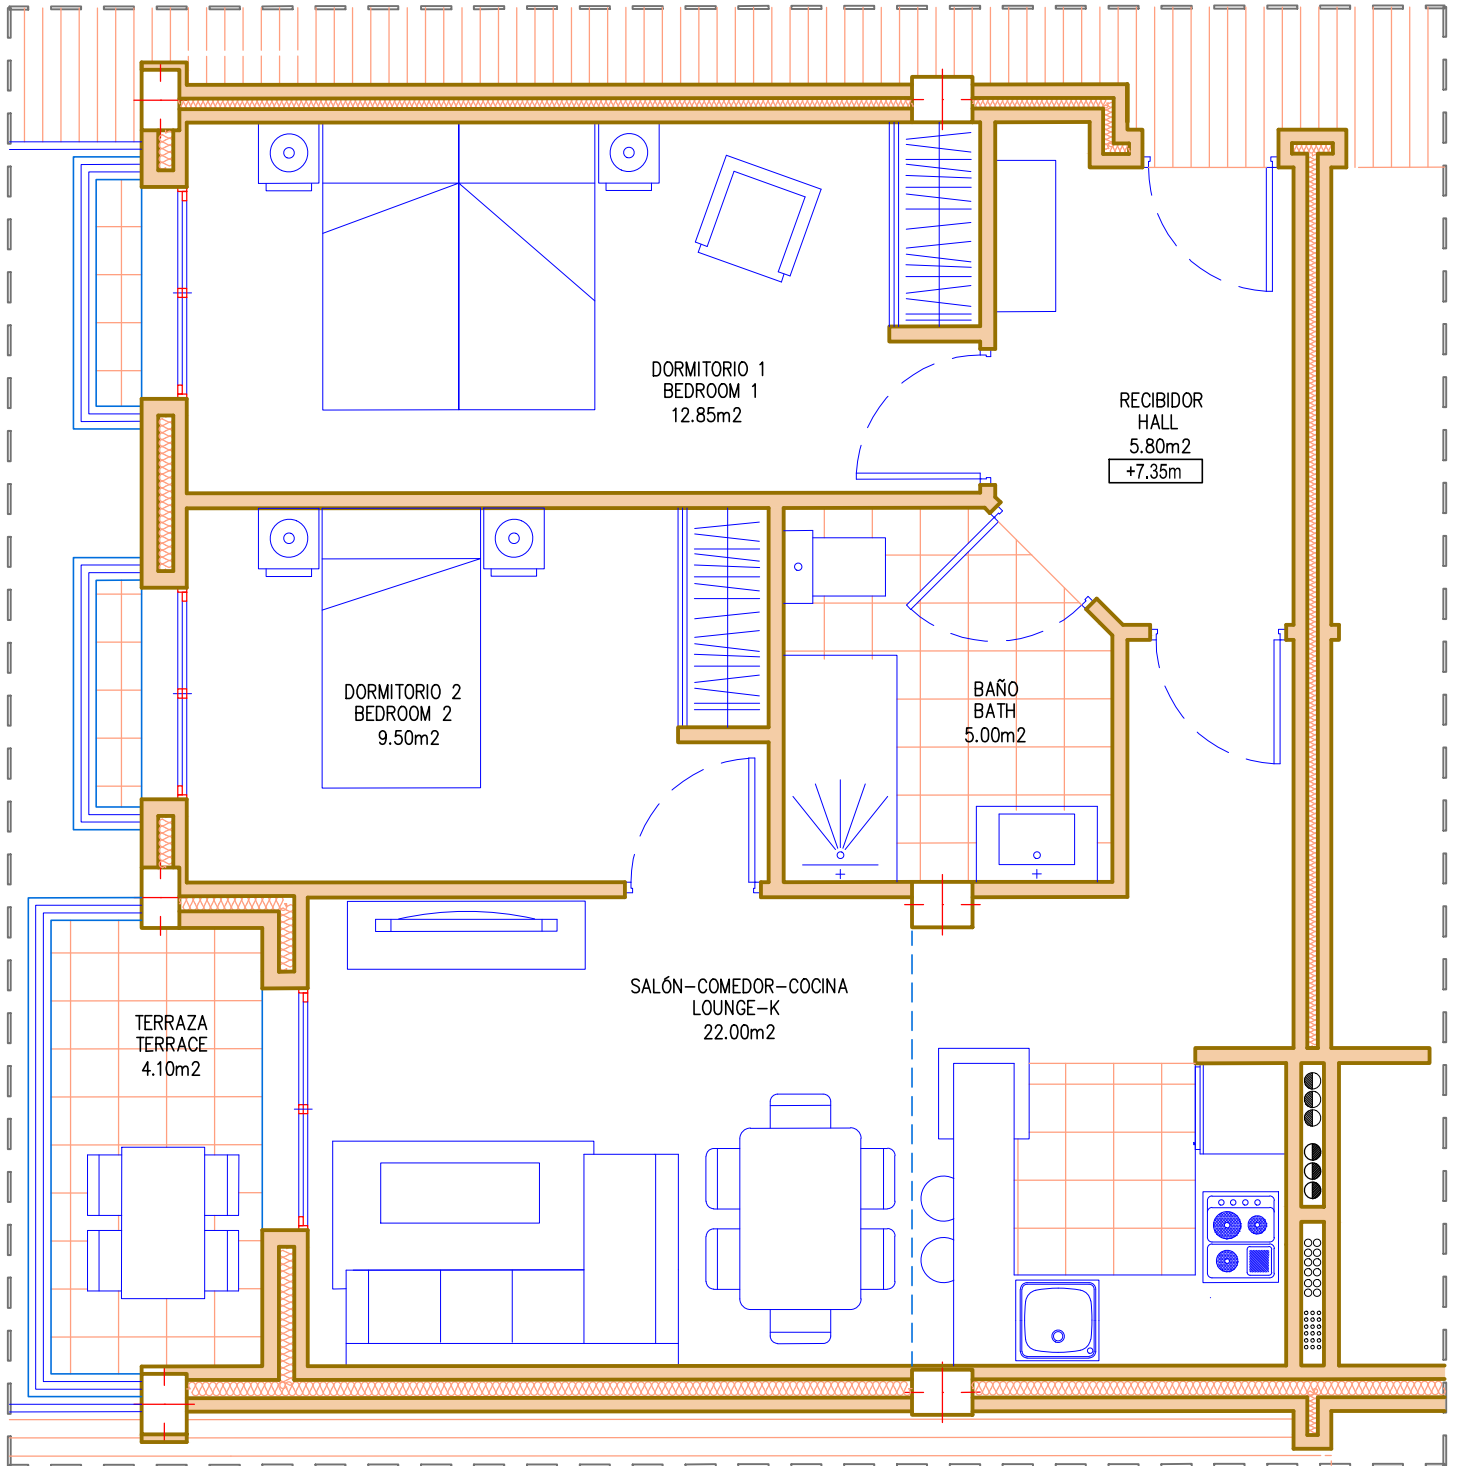 DORMITORIO 1
BEDROOM 1
12.85m2
RECIBIDOR
HALL
5.80m2
+7.35m
DORMITORIO 2
BEDROOM 2
9.50m2
BAÑO
BATH
5.00m2
SALÓN-COMEDOR-COCINA
LOUNGE-K
22.00m2
TERRAZA
TERRACE
4.10m2